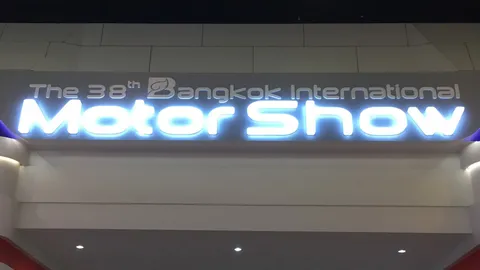 The 38th Bangkok International
Motor Show